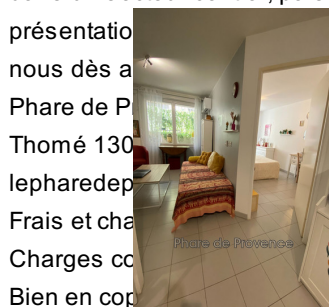 présentatio
nous dès a
Phare de P
Thomé 130
lepharedep
Phare de Provence
Frais et cha
Charges co
Bien en cop